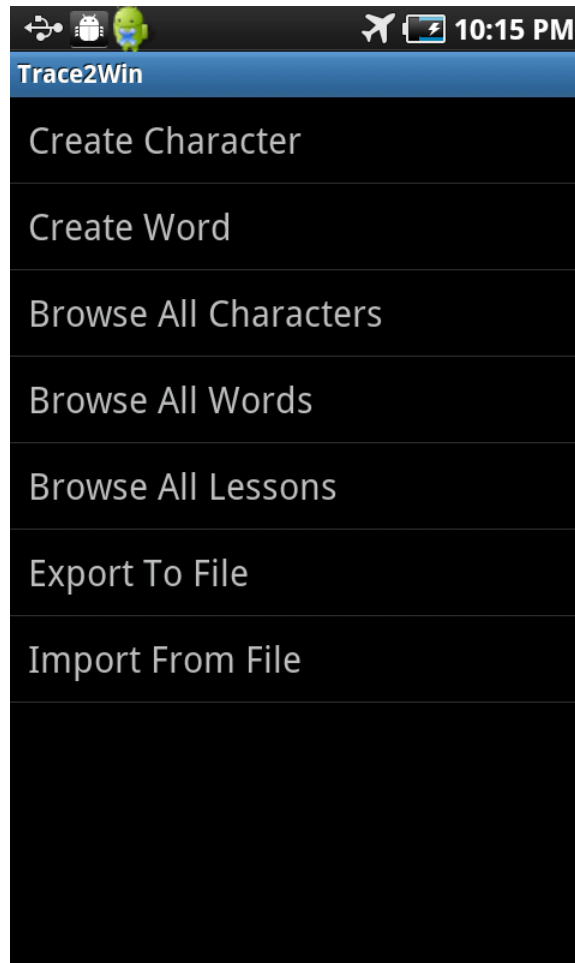 10:15 PM
Trace2Win
Create Character
Create Word
Browse All Characters
Browse All Words
Browse All Lessons
Export To File
Import From File